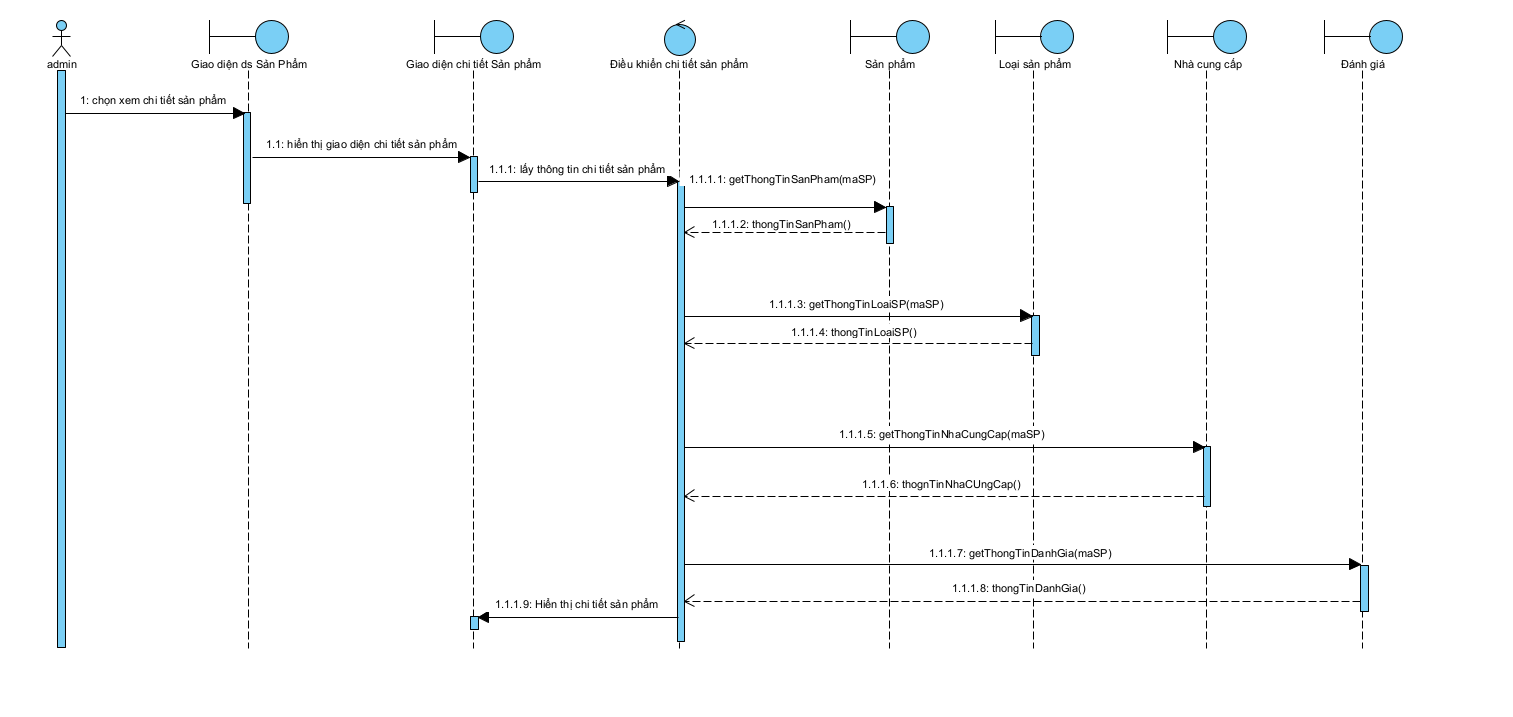 admin
Giao diện ds Sản Phẩm
Giao diện chi tiết Sản phẩm
Điều khiển chi tiết sản phẩm
Sản phẩm
Loại sản phẩm
Nhà cung cấp
Đánh giá
1: chọn xem chi tiết sản phẩm
1.1: hiển thị giao diện chi tiết sản phẩm
1.1.1: lấy thông tin chi tiết sản phẩm
1.1.1.1: getThongTinSanPham(maSP)
1.1.1.2: thongTinSanPham()
1.1.1.3: getThongTinLoaiSP(maSP)
1.1.1.4: thongTinLoaiSP()
1.1.1.5: getThongTinNhaCungCap(maSP)
1.1.1.6: thognTinNhaCUngCap()
1.1.1.7: getThongTinDanhGia(maSP)
1.1.1.8: thongTinDanhGia()
1.1.1.9: Hiển thị chi tiết sản phẩm